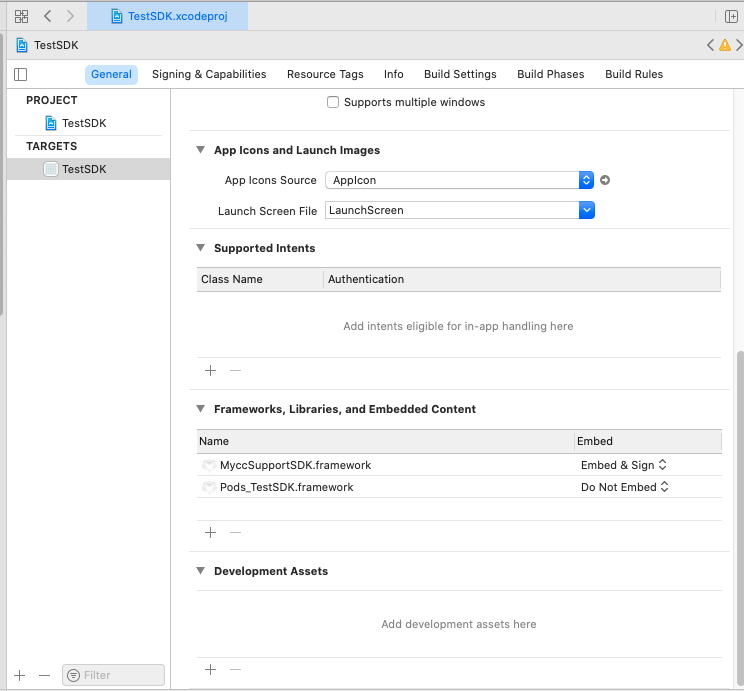 TestSDK.xcodeproj
TestSDK
General Signing & Capabilities Resource Tags Info Build Settings Build Phases Build Rules
PROJECT
TestSDK
TARGETS
TestSDK
Supports multiple windows
App Icons and Launch Images
App Icons Source AppIcon
Launch Screen File LaunchScreen
Supported Intents
Class Name Authentication
Add intents eligible for in-app handling here
Frameworks, Libraries, and Embedded Content
Name Embed
MyccSupportSDK.framework Embed & Sign
Pods_TestSDK.framework Do Not Embed
Development Assets
Add development assets here
Filter